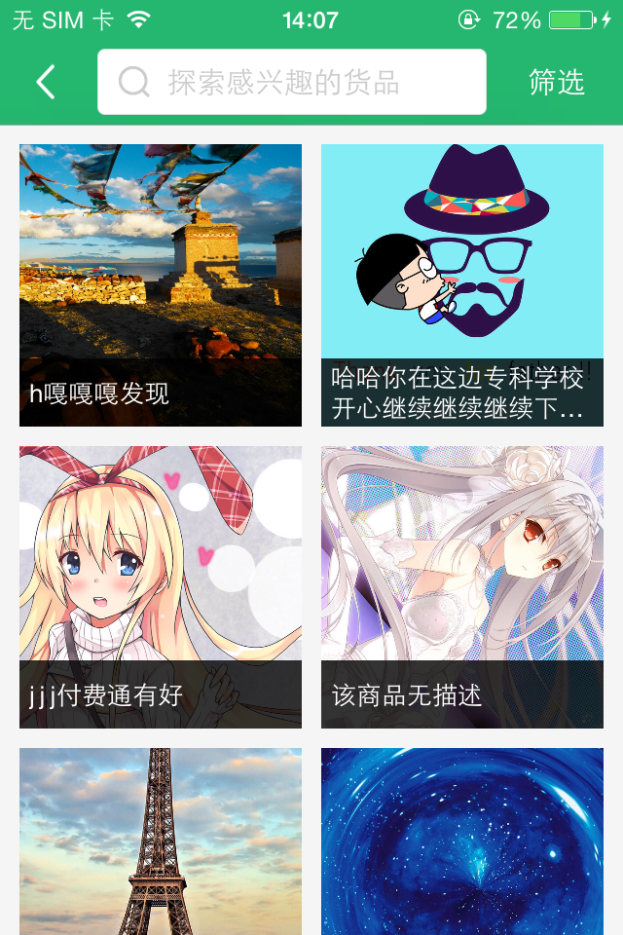 无 SIM 卡 14:07 72%
探索感兴趣的货品 筛选
h嘎嘎嘎发现
哈哈你在这边专科学校
开心继续继续继续下...
jjj付费通有好
该商品无描述